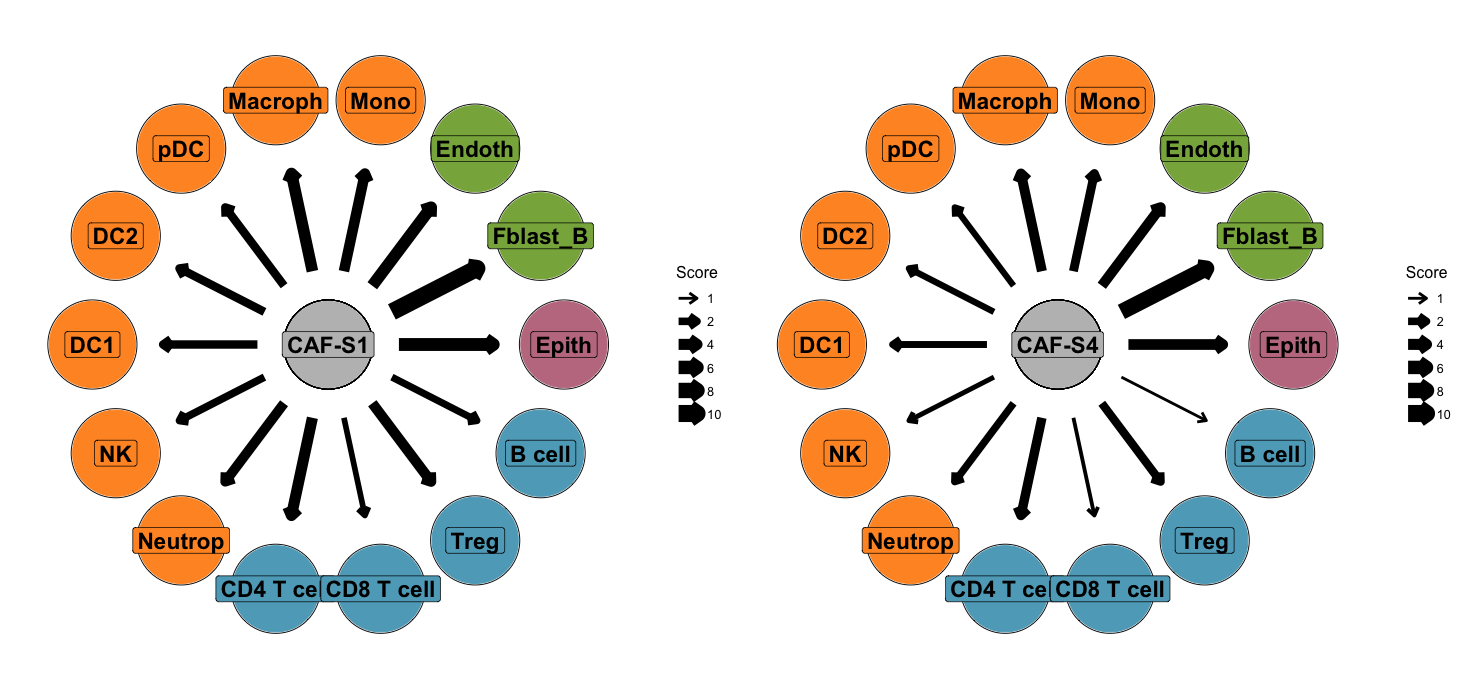 Macroph
Mono
pDC
Endoth
DC2
Fblast_B
DC1
CAF-S1
Epith
NK
B cell
Neutrop
Treg
CD4 T ce
CD8 T cell
Score
1
2
4
6
8
10
Macroph
Mono
pDC
Endoth
DC2
Fblast_B
DC1
CAF-S4
Epith
NK
B cell
Neutrop
Treg
CD4 T ce
CD8 T cell
Score
1
2
4
6
8
10